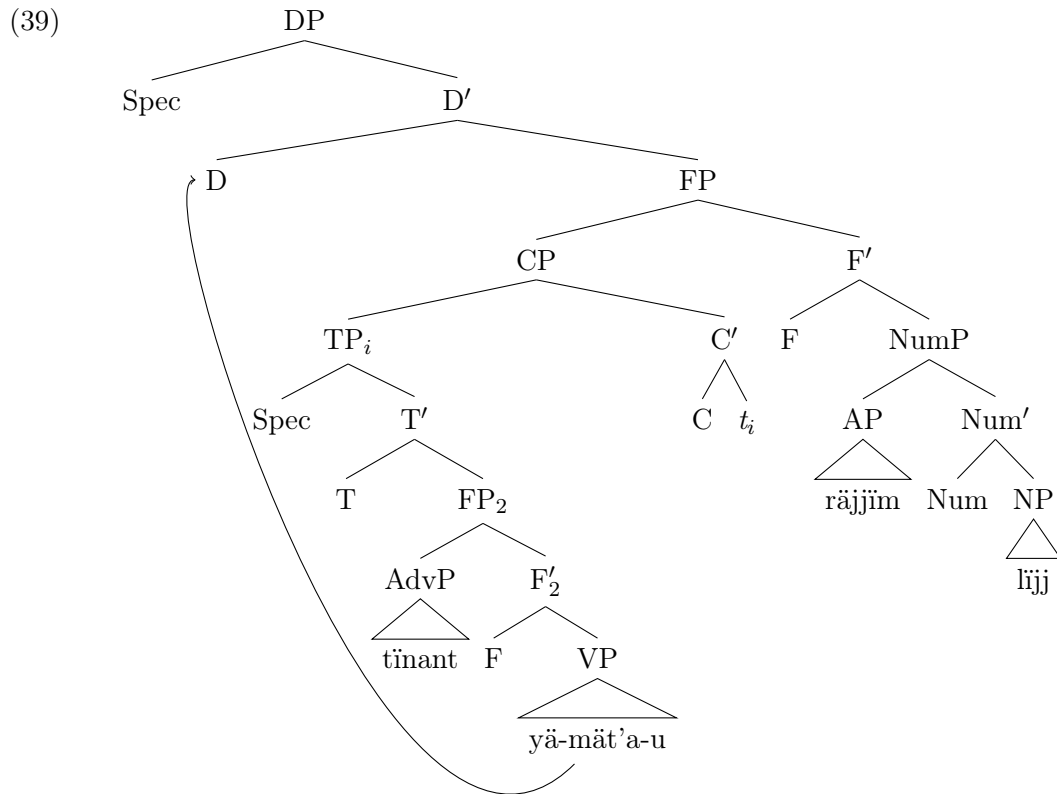 (39) DP
Spec D′
D FP
CP F′
TPᵢ C′ F NumP
Spec T′ C tᵢ AP Num′
T FP₂ räjjïm Num NP
AdvP F′₂ lïjj
tïnant F VP
yä-mät'a-u